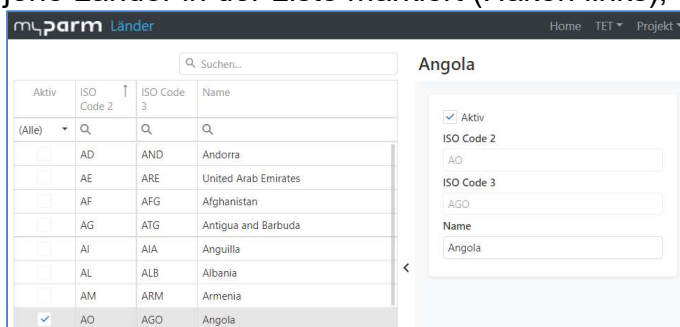 jene Länder in der Liste markiert (Haken links),
myparm Länder Home TET Projekt
Suchen...
Aktiv ISO Code 2 ISO Code 3 Name
(Alle)
AD AND Andorra
AE ARE United Arab Emirates
AF AFG Afghanistan
AG ATG Antigua and Barbuda
AI AIA Anguilla
AL ALB Albania
AM ARM Armenia
AO AGO Angola
Angola
Aktiv
ISO Code 2
AO
ISO Code 3
AGO
Name
Angola